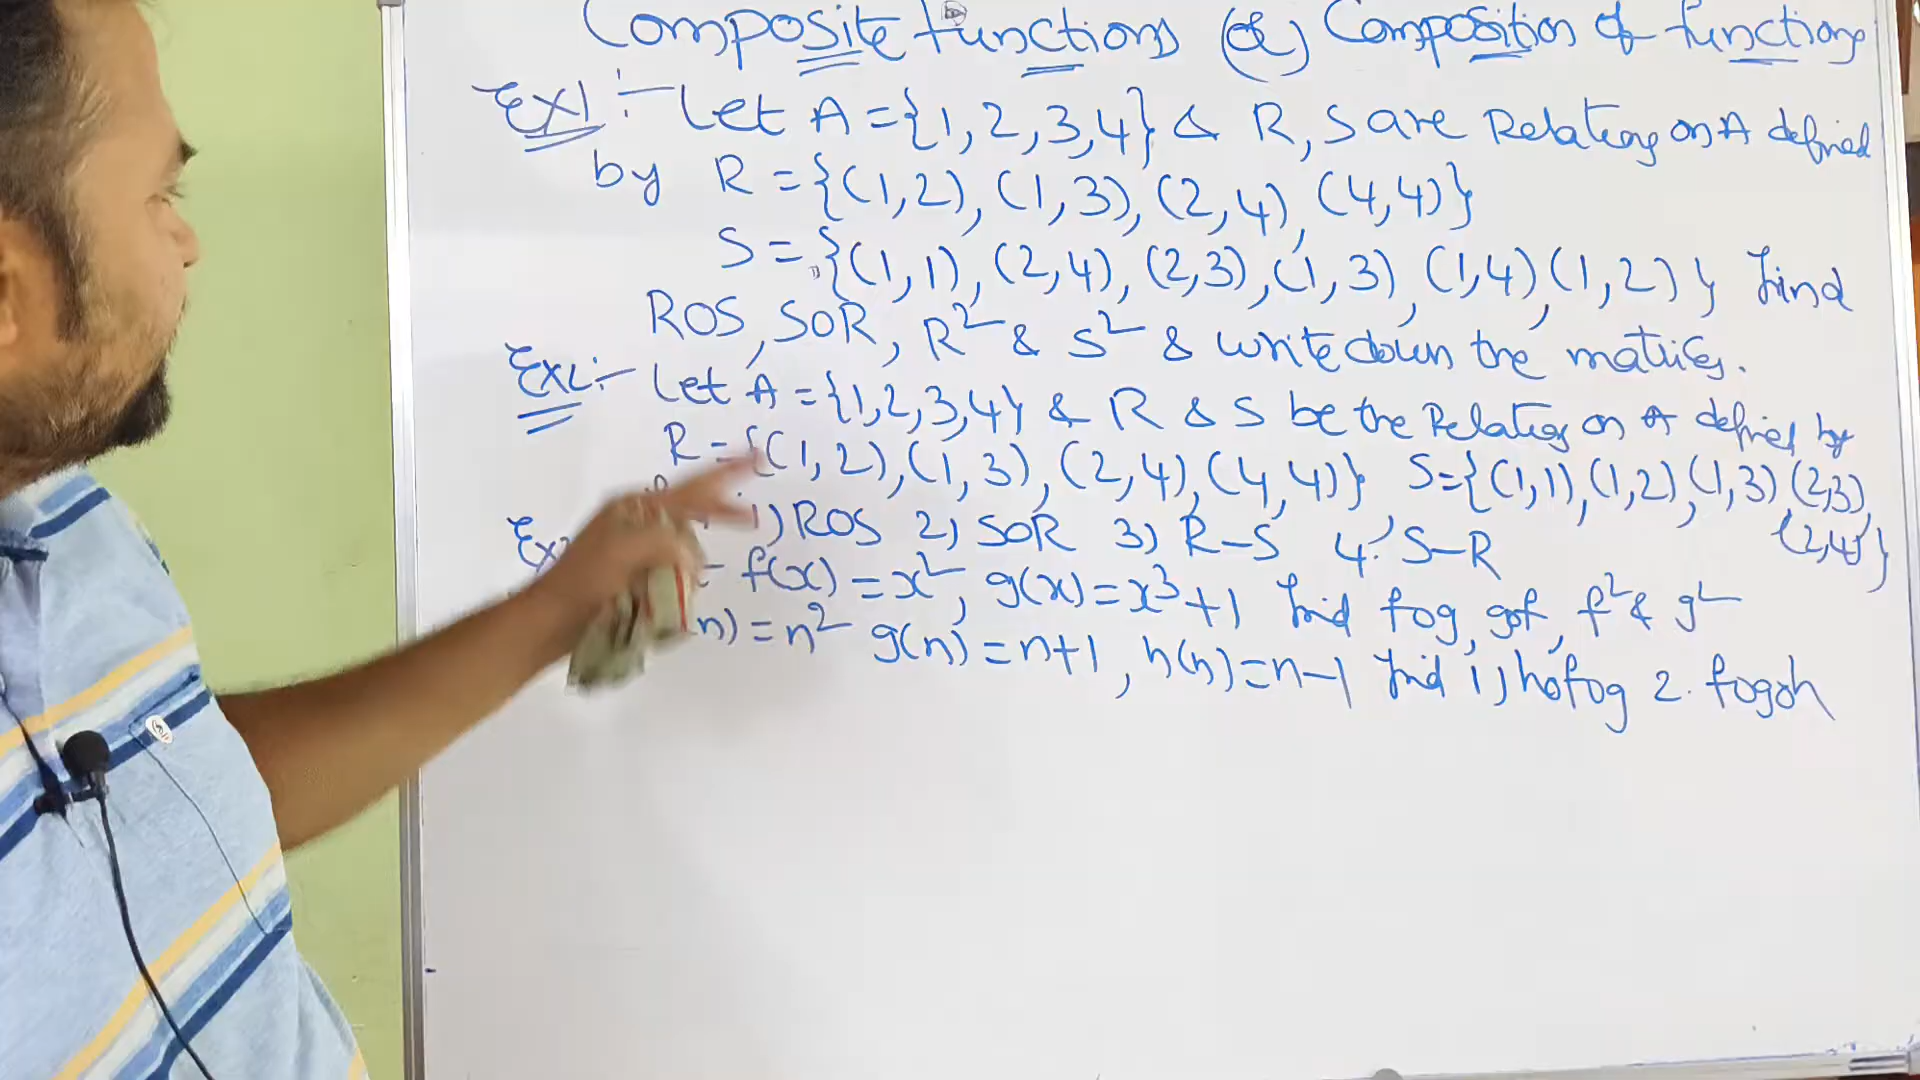 Composite functions (or) Composition of functions
Ex1:- Let A={1,2,3,4} & R, S are Relations on A defined
by R={(1,2),(1,3),(2,4),(4,4)}
S={(1,1),(2,4),(2,3),(1,3),(1,4)(1,2)} find
ROS, SOR, R² & S² & write down the matrices.
Ex2:- Let A={1,2,3,4} & R & S be the Relations on A defined by
R={(1,2),(1,3),(2,4),(4,4)} S={(1,1),(1,2),(1,3)(2,3),
(2,4)}
1) ROS 2) SOR 3) R-S 4. S-R
f(x)=x², g(x)=x³+1 find fog, gof, f² & g²
n)=n² g(n)=n+1, h(n)=n-1 find 1) hofog 2. fogoh